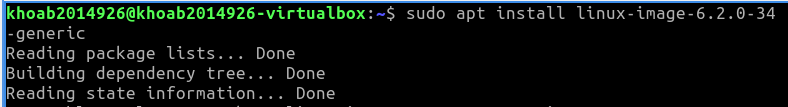 khoab2014926@khoab2014926-virtualbox:~$ sudo apt install linux-image-6.2.0-34
-generic
Reading package lists... Done
Building dependency tree... Done
Reading state information... Done